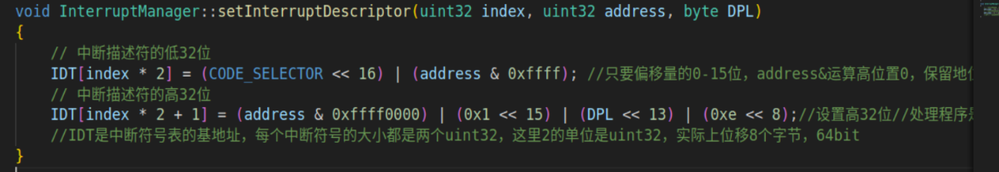 void InterruptManager::setInterruptDescriptor(uint32 index, uint32 address, byte DPL)
{
// 中断描述符的低32位
IDT[index * 2] = (CODE_SELECTOR << 16) | (address & 0xffff); //只要偏移量的0-15位，address&运算高位置0，保留地
// 中断描述符的高32位
IDT[index * 2 + 1] = (address & 0xffff0000) | (0x1 << 15) | (DPL << 13) | (0xe << 8);//设置高32位//处理程序
//IDT是中断符号表的基地址，每个中断符号的大小都是两个uint32，这里2的单位是uint32，实际上位移8个字节，64bit
}